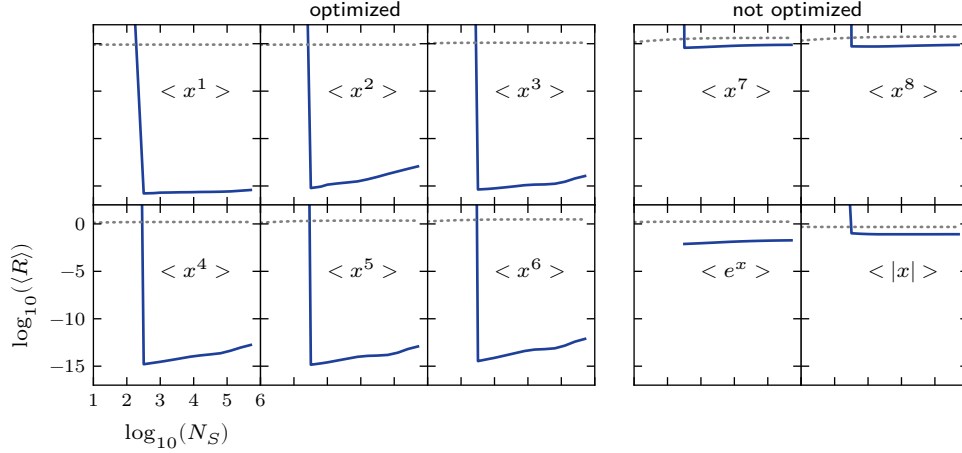 optimized
not optimized
< x^1 >
< x^2 >
< x^3 >
< x^7 >
< x^8 >
< x^4 >
< x^5 >
< x^6 >
< e^x >
< |x| >
log_10(⟨R⟩)
0
−5
−10
−15
1 2 3 4 5 6
log_10(N_S)